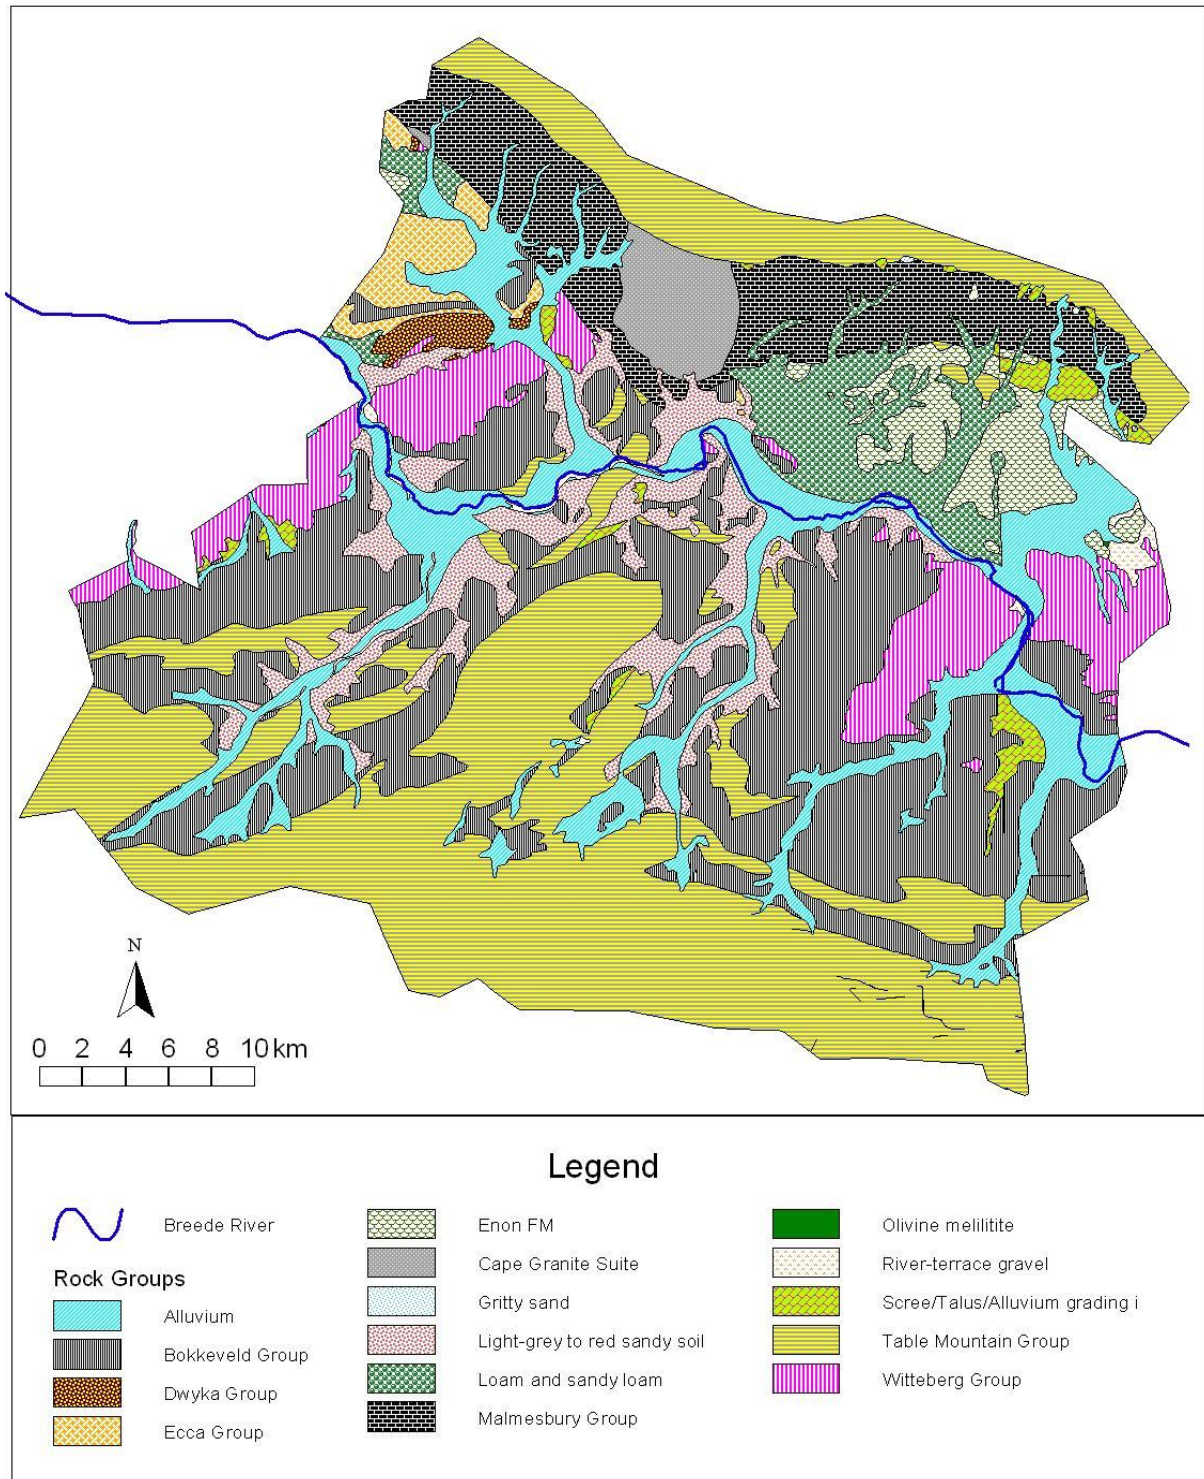 N
0 2 4 6 8 10 km
Legend
Breede River
Rock Groups
Alluvium
Bokkeveld Group
Dwyka Group
Ecca Group
Enon FM
Cape Granite Suite
Gritty sand
Light-grey to red sandy soil
Loam and sandy loam
Malmesbury Group
Olivine melilitite
River-terrace gravel
Scree/Talus/Alluvium grading i
Table Mountain Group
Witteberg Group